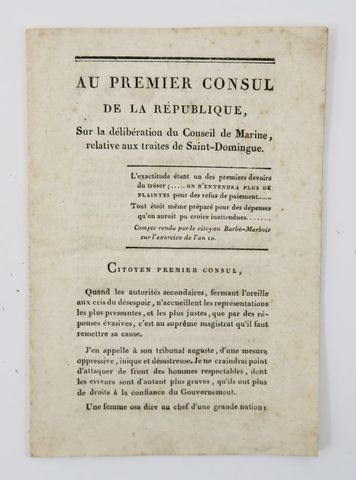 AU PREMIER CONSUL
DE LA RÉPUBLIQUE,
Sur la délibération du Conseil de Marine,
relative aux traites de Saint-Domingue.
L'exactitude étant un des premiers devoirs
du trésor ;..... ON N'ENTENDRA PLUS DE
PLAINTES pour des refus de paiement.....
Tout étoit même préparé pour des dépenses
qu'on auroit pu croire inattendues.......
Compte rendu par le citoyen Barbé-Marbois
sur l'exercice de l'an 10.
CITOYEN PREMIER CONSUL,
Quand les autorités secondaires, fermant l'oreille
aux cris du désespoir, n'accueillent les représentations
les plus pressantes, et les plus justes, que par des ré-
ponses évasives, c'est au suprême magistrat qu'il faut
remettre sa cause.
J'en appelle à son tribunal auguste, d'une mesure
oppressive, inique et désastreuse. Je ne craindrai point
d'attaquer de front des hommes respectables, dont
les erreurs sont d'autant plus graves, qu'ils ont plus
de droits à la confiance du Gouvernement.
Une femme osa dire au chef d'une grande nation: